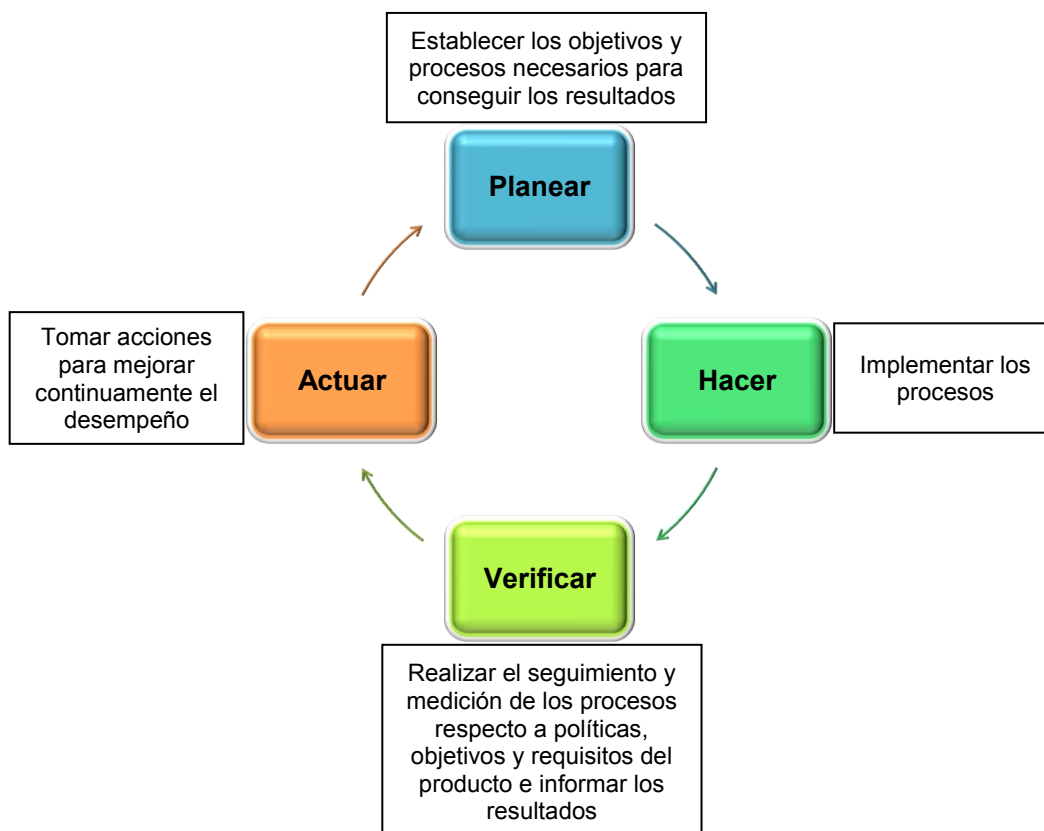 Establecer los objetivos y
procesos necesarios para
conseguir los resultados
Planear
Tomar acciones
para mejorar
continuamente el
desempeño
Actuar
Hacer
Implementar los
procesos
Verificar
Realizar el seguimiento y
medición de los procesos
respecto a políticas,
objetivos y requisitos del
producto e informar los
resultados